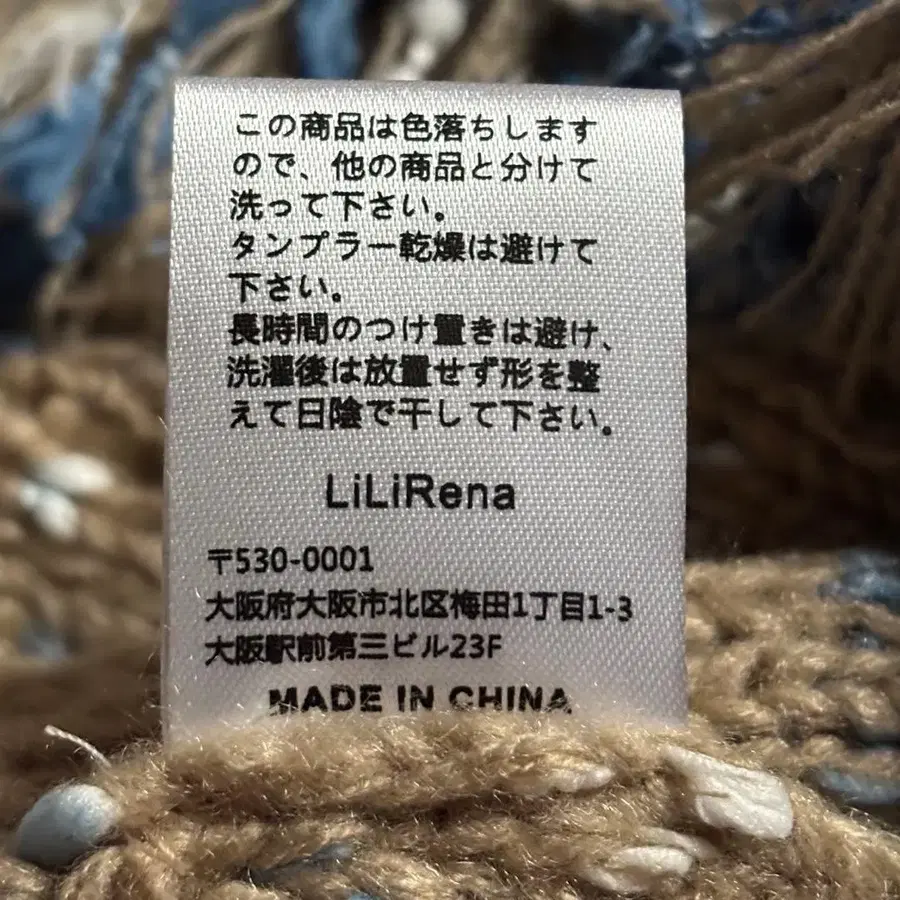 この商品は色落ちします
ので、他の商品と分けて
洗って下さい。
タンプラー乾燥は避けて
下さい。
長時間のつけ置きは避け、
洗濯後は放置せず形を整
えて日陰で干して下さい。
LiLiRena
〒530-0001
大阪府大阪市北区梅田1丁目1-3
大阪駅前第三ビル23F
MADE IN CHINA